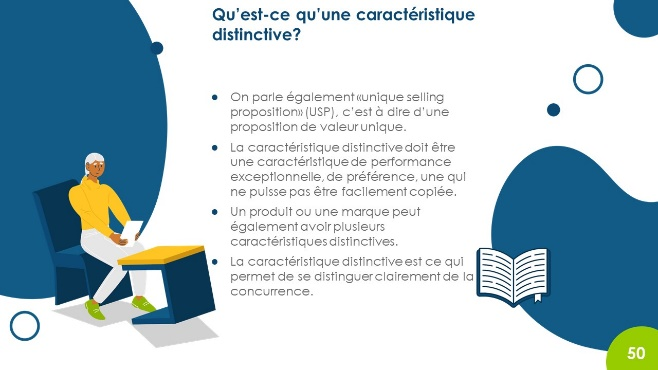 Qu’est-ce qu’une caractéristique
distinctive?
On parle également «unique selling
proposition» (USP), c’est à dire d’une
proposition de valeur unique.
La caractéristique distinctive doit être
une caractéristique de performance
exceptionnelle, de préférence, une qui
ne puisse pas être facilement copiée.
Un produit ou une marque peut
également avoir plusieurs
caractéristiques distinctives.
La caractéristique distinctive est ce qui
permet de se distinguer clairement de la
concurrence.
50